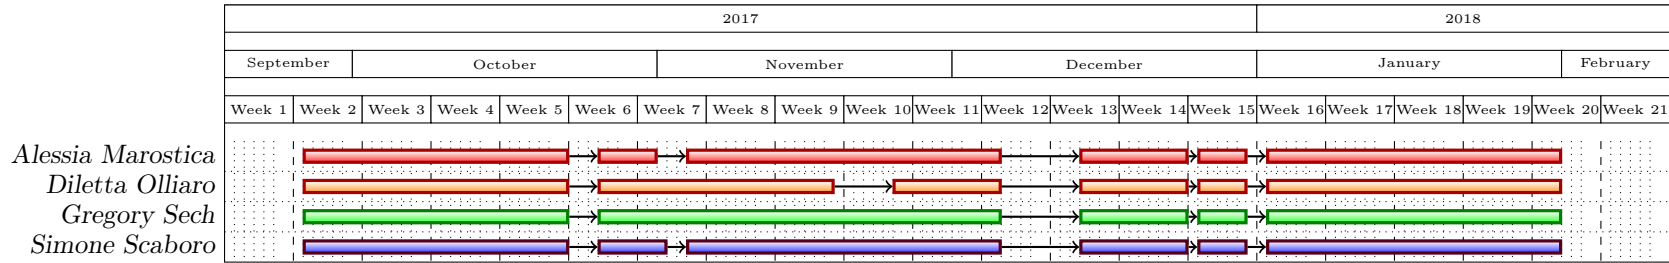 2017 2018
September October November December January February
Week 1 Week 2 Week 3 Week 4 Week 5 Week 6 Week 7 Week 8 Week 9 Week 10 Week 11 Week 12 Week 13 Week 14 Week 15 Week 16 Week 17 Week 18 Week 19 Week 20 Week 21
Alessia Marostica
Diletta Olliaro
Gregory Sech
Simone Scaboro